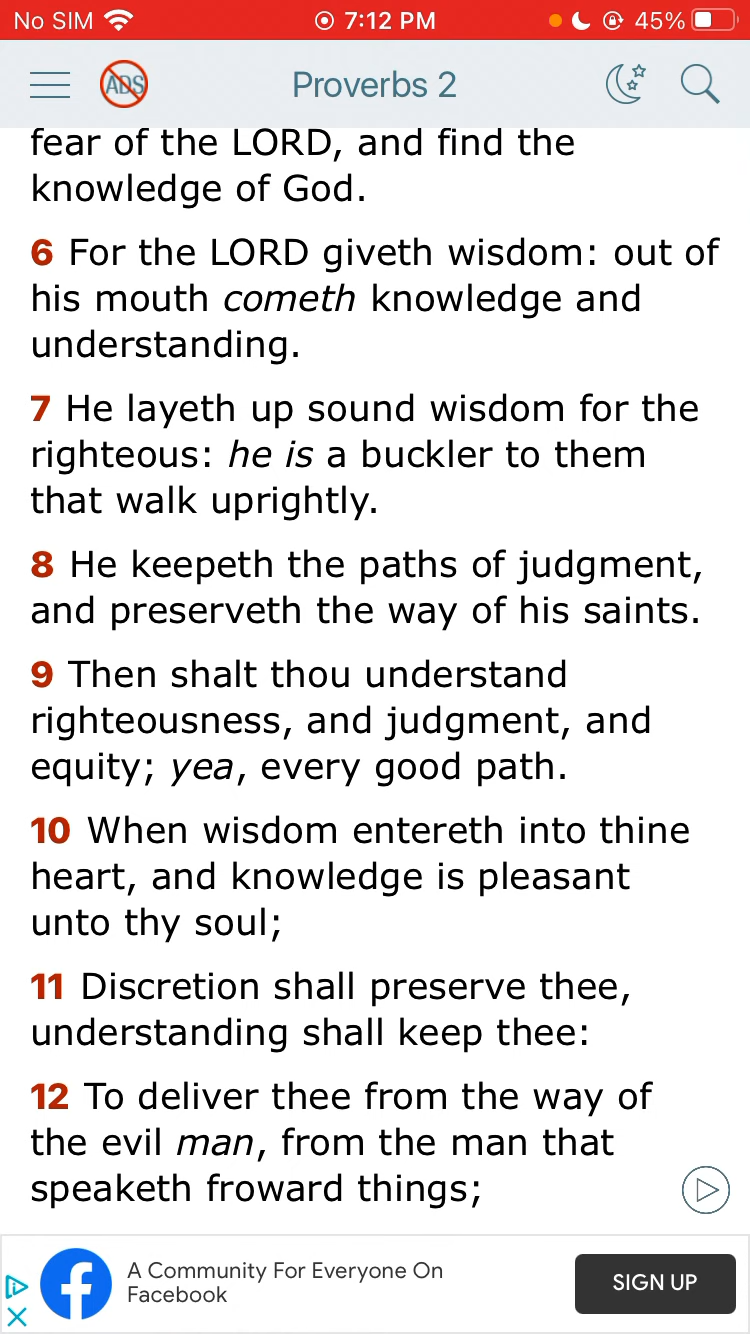 No SIM 7:12 PM 45%
ADS Proverbs 2
fear of the LORD, and find the
knowledge of God.
6 For the LORD giveth wisdom: out of
his mouth cometh knowledge and
understanding.
7 He layeth up sound wisdom for the
righteous: he is a buckler to them
that walk uprightly.
8 He keepeth the paths of judgment,
and preserveth the way of his saints.
9 Then shalt thou understand
righteousness, and judgment, and
equity; yea, every good path.
10 When wisdom entereth into thine
heart, and knowledge is pleasant
unto thy soul;
11 Discretion shall preserve thee,
understanding shall keep thee:
12 To deliver thee from the way of
the evil man, from the man that
speaketh froward things;
A Community For Everyone On
Facebook
SIGN UP